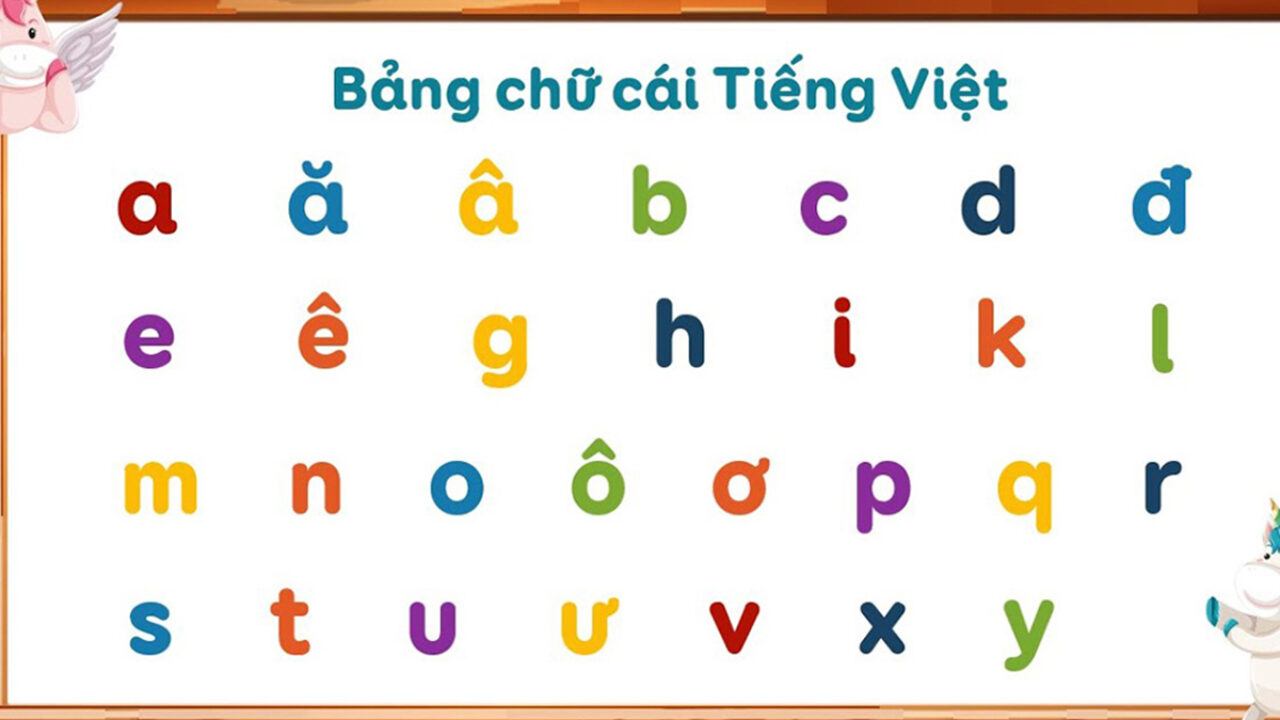 Bảng chữ cái Tiếng Việt
a ă â b c d đ
e ê g h i k l
m n o ô ơ p q r
s t u ư v x y